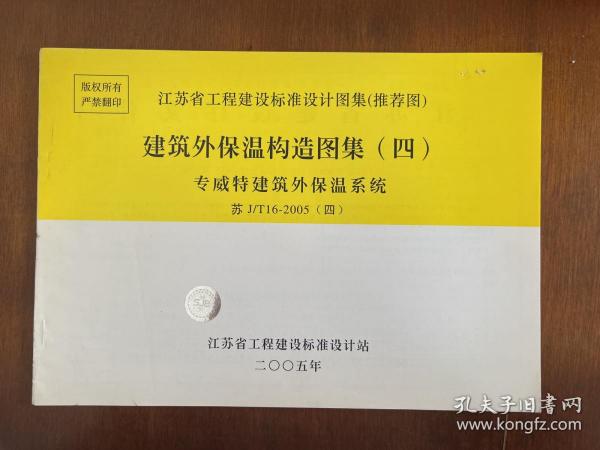 版权所有
严禁翻印
江苏省工程建设标准设计图集(推荐图)
建筑外保温构造图集(四)
专威特建筑外保温系统
苏 J/T16-2005(四)
江苏省工程建设标准设计站
二〇〇五年
孔夫子旧书网
www.kongfz.com